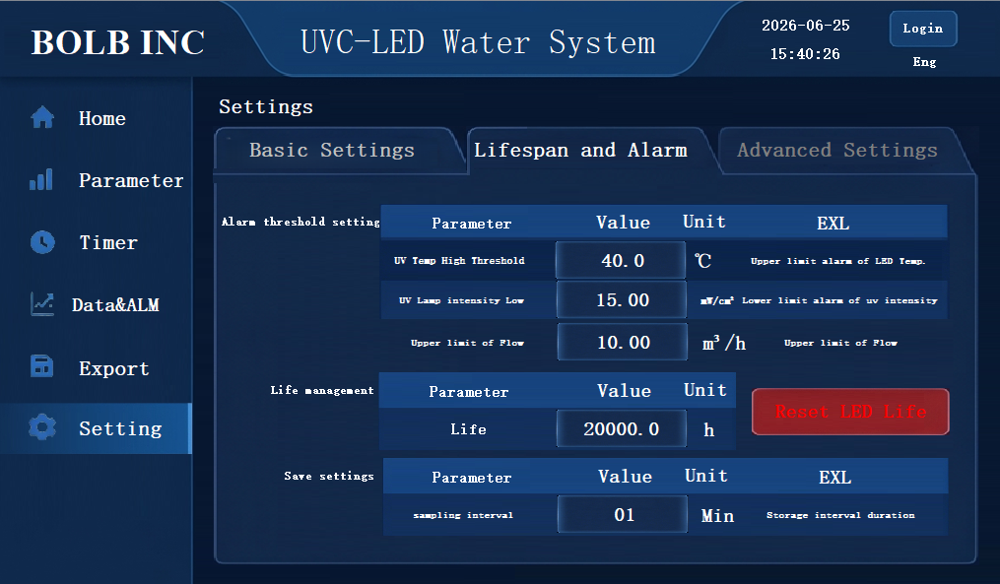 BOLB INC
UVC-LED Water System
2026-06-25
15:40:26
Login
Eng
Home
Parameter
Timer
Data&ALM
Export
Setting
Settings
Basic Settings
Lifespan and Alarm
Advanced Settings
Alarm threshold setting
Parameter Value Unit EXL
UV Temp High Threshold 40.0 ℃ Upper limit alarm of LED Temp.
UV Lamp intensity Low 15.00 mW/cm² Lower limit alarm of uv intensity
Upper limit of Flow 10.00 m³/h Upper limit of Flow
Life management
Parameter Value Unit
Life 20000.0 h
Reset LED Life
Save settings
Parameter Value Unit EXL
sampling interval 01 Min Storage interval duration